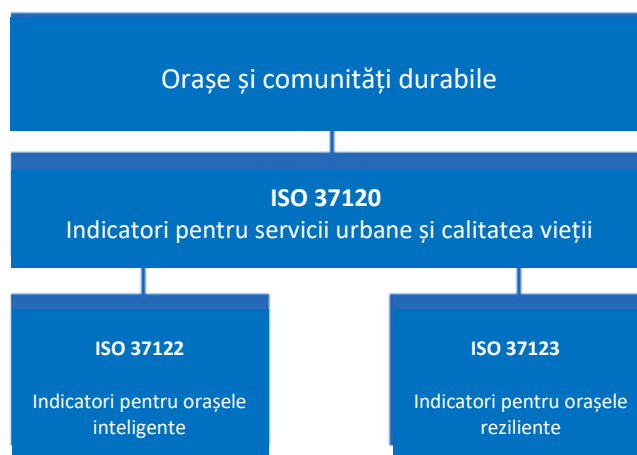 Orașe și comunități durabile
ISO 37120
Indicatori pentru servicii urbane și calitatea vieții
ISO 37122
Indicatori pentru orașele
inteligente
ISO 37123
Indicatori pentru orașele
reziliente